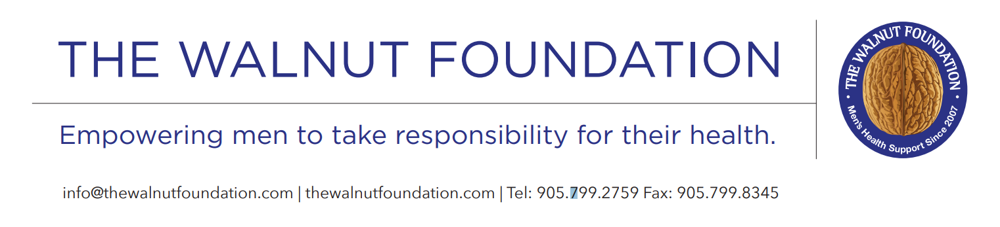 THE WALNUT FOUNDATION
Empowering men to take responsibility for their health.
info@thewalnutfoundation.com | thewalnutfoundation.com | Tel: 905.799.2759 Fax: 905.799.8345
• THE WALNUT FOUNDATION •
Men's Health Support Since 2007